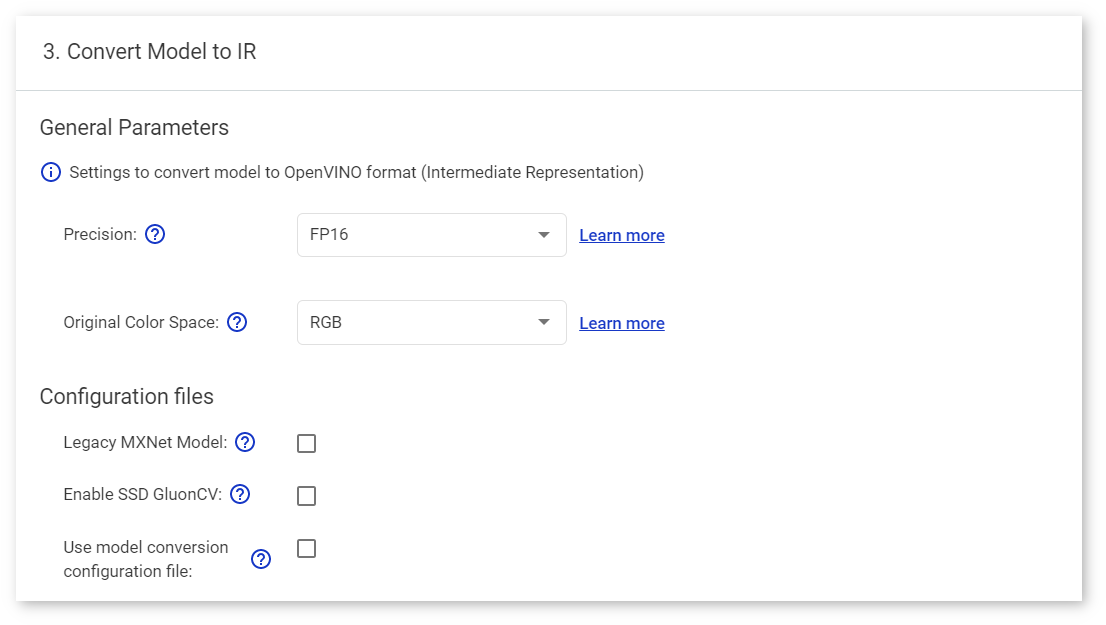 3. Convert Model to IR
General Parameters
Settings to convert model to OpenVINO format (Intermediate Representation)
Precision: FP16 Learn more
Original Color Space: RGB Learn more
Configuration files
Legacy MXNet Model:
Enable SSD GluonCV:
Use model conversion
configuration file: